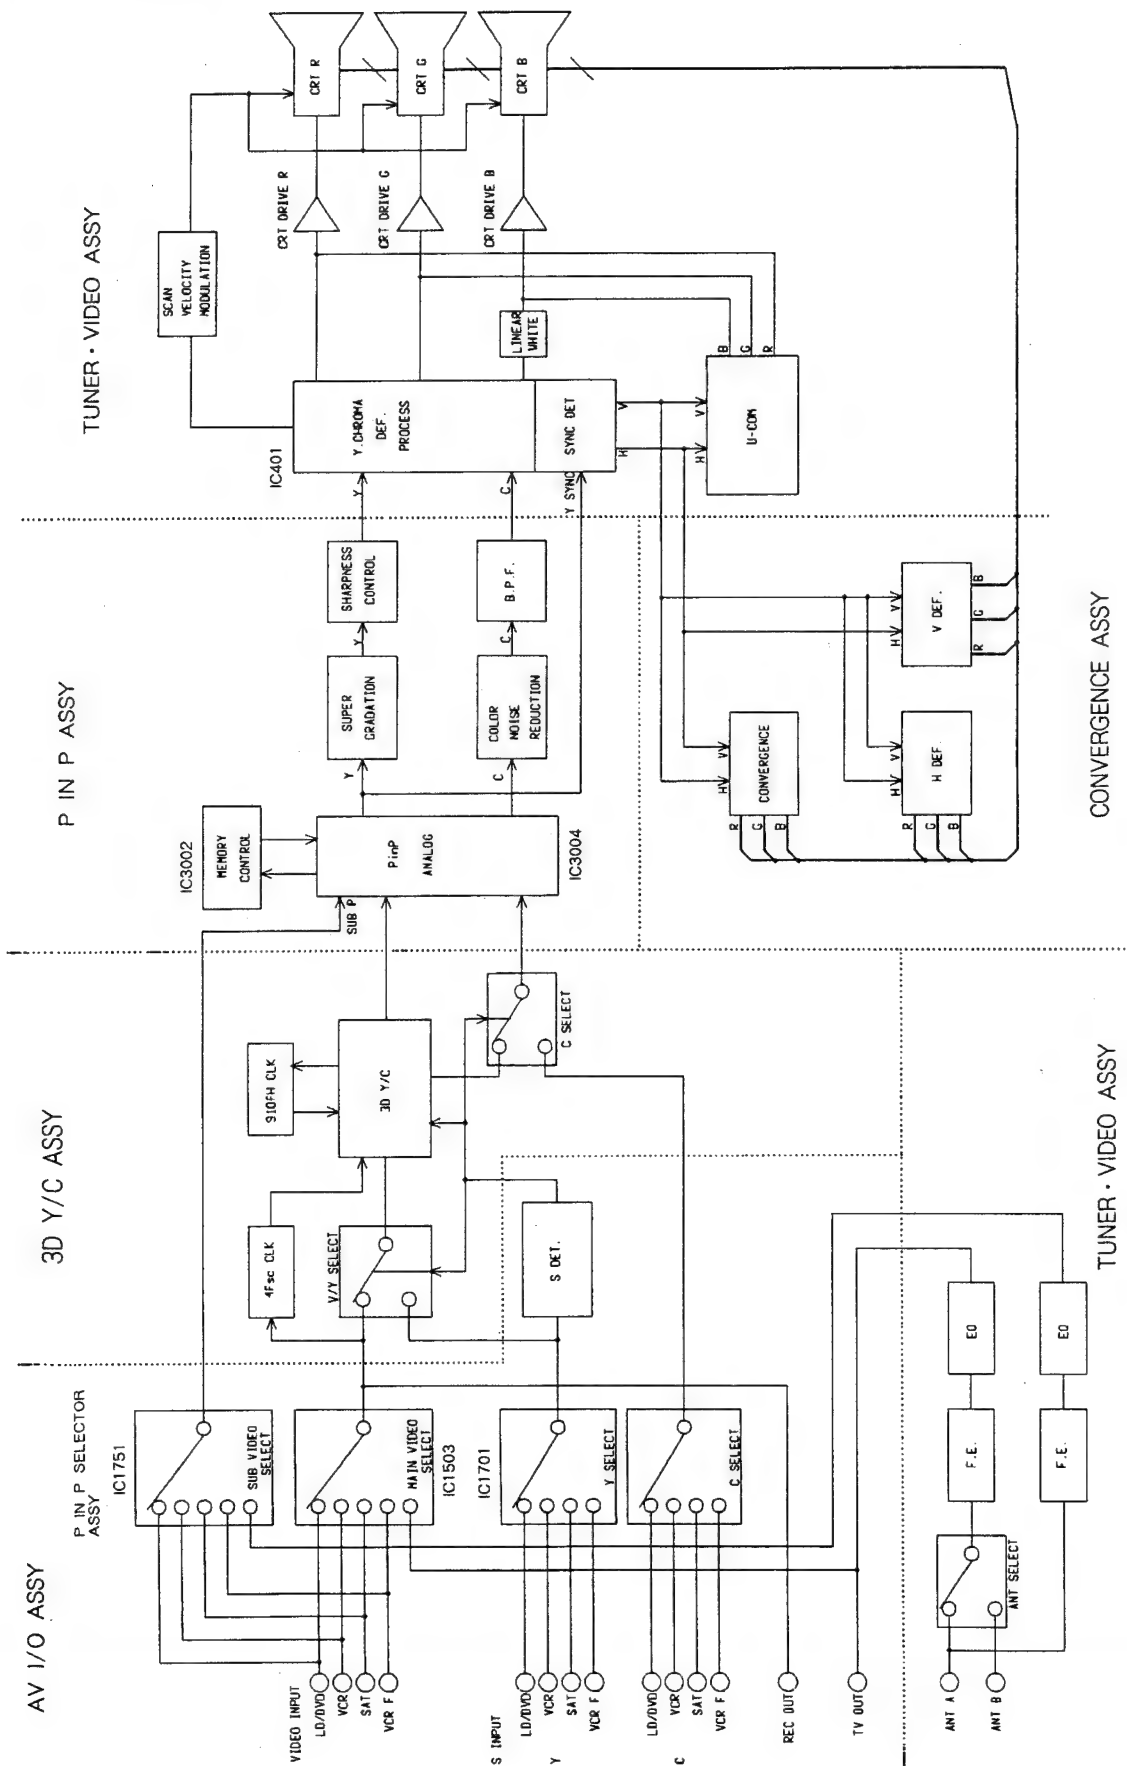 AV I/O ASSY
P IN P SELECTOR
ASSY
IC1751
SUB VIDEO
SELECT
MAIN VIDEO
SELECT
IC1503
IC1701
Y SELECT
C SELECT
VIDEO INPUT
LD/DVD
VCR
SAT
VCR F
S INPUT
Y
LD/DVD
VCR
SAT
VCR F
C
LD/DVD
VCR
SAT
VCR F
REC OUT
TV OUT
3D Y/C ASSY
4Fsc CLK
910FH CLK
V/Y SELECT
3D Y/C
S DET.
C SELECT
TUNER・VIDEO ASSY
ANT A
ANT B
ANT SELECT
F.E.
F.E.
P IN P ASSY
IC3002
MEMORY
CONTROL
SUB P
PinP
ANALOG
IC3004
Y
SUPER
GRADATION
Y
SHARPNESS
CONTROL
Y
C
COLOR
NOISE
REDUCTION
C
B.P.F.
C
Y SYNC
CONVERGENCE ASSY
H
V
CONVERGENCE
R
G
B
H
V
H DEF.
R
G
B
H
V
V DEF.
R
G
B
TUNER・VIDEO ASSY
IC401
Y.CHROMA
DEF.
PROCESS
SYNC DET
H
V
SCAN
VELOCITY
MODULATION
LINEAR
WHITE
H
V
U-COM
B
G
R
CRT DRIVE R
CRT DRIVE G
CRT DRIVE B
CRT R
CRT G
CRT B